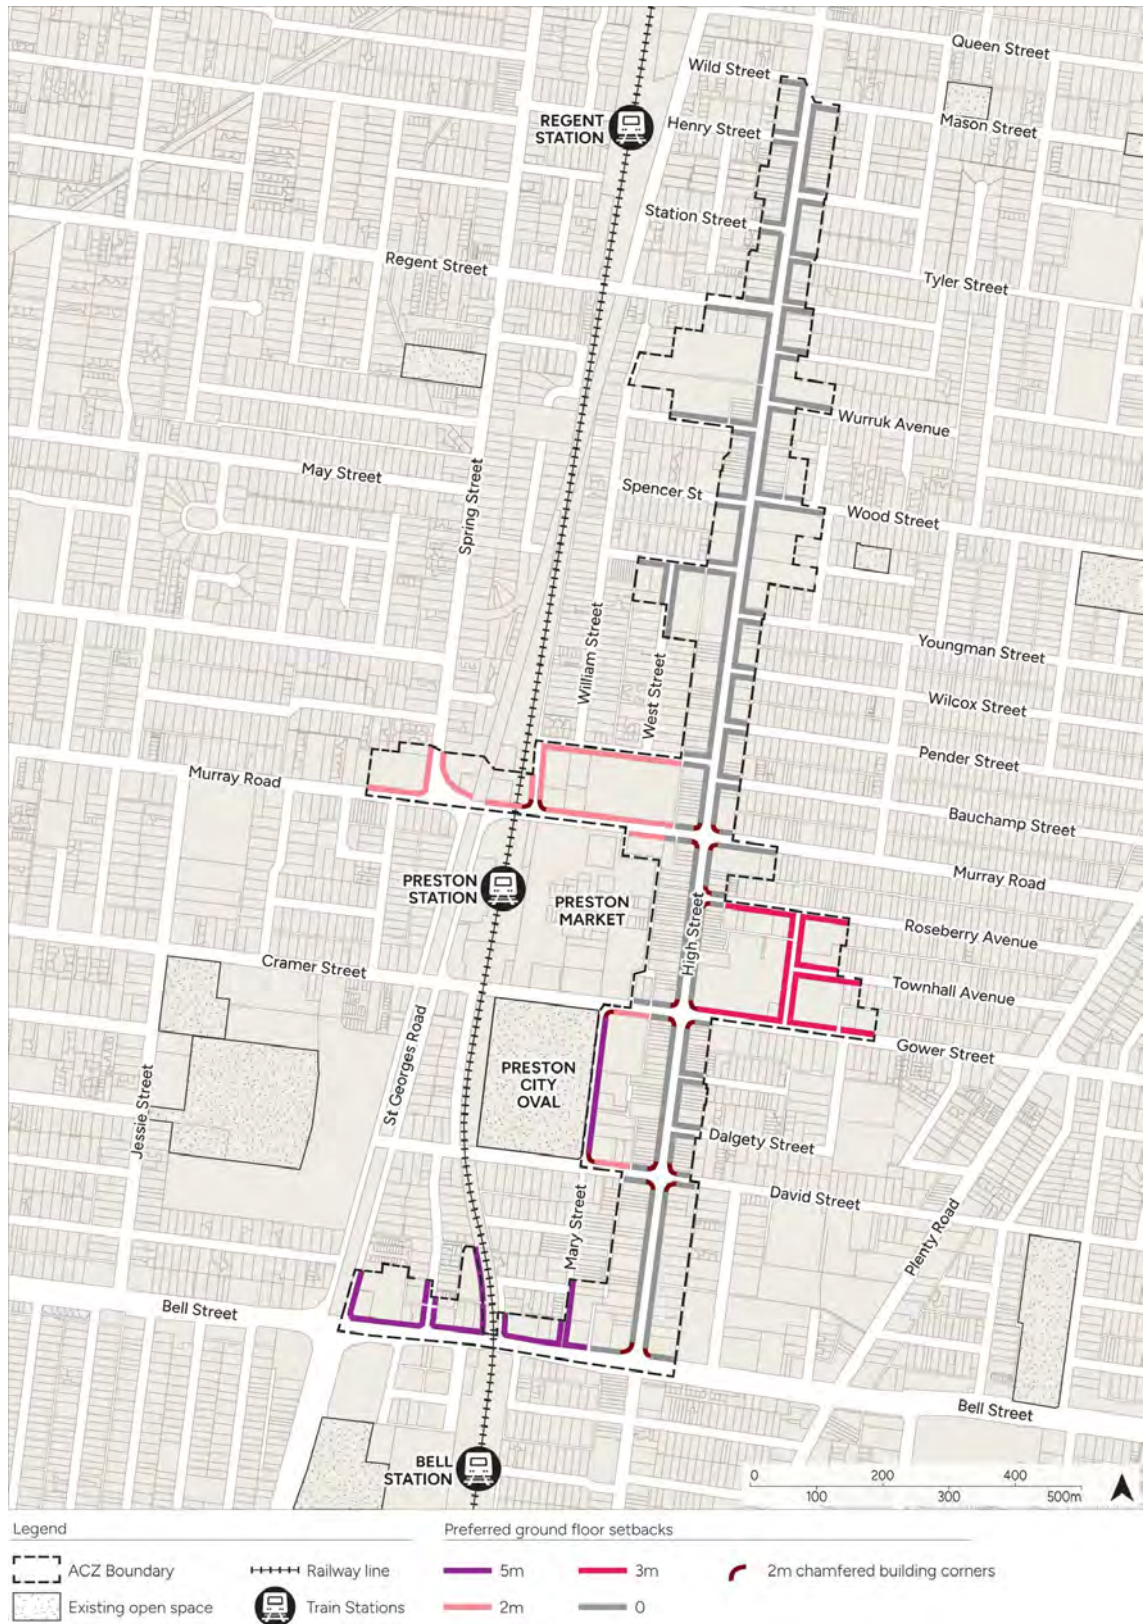 Queen Street
Wild Street
REGENT
STATION
Henry Street
Mason Street
Station Street
Regent Street
Tyler Street
Wurruk Avenue
May Street
Spring Street
Spencer St
Wood Street
William Street
West Street
Youngman Street
Wilcox Street
Pender Street
Murray Road
Bauchamp Street
Murray Road
PRESTON
STATION
PRESTON
MARKET
High Street
Roseberry Avenue
Cramer Street
Townhall Avenue
Gower Street
St Georges Road
PRESTON
CITY
OVAL
Jessie Street
Dalgety Street
David Street
Mary Street
Plenty Road
Bell Street
Bell Street
BELL
STATION
0 200 400
100 300 500m
Legend
Preferred ground floor setbacks
ACZ Boundary
Railway line
5m
3m
2m chamfered building corners
Existing open space
Train Stations
2m
0